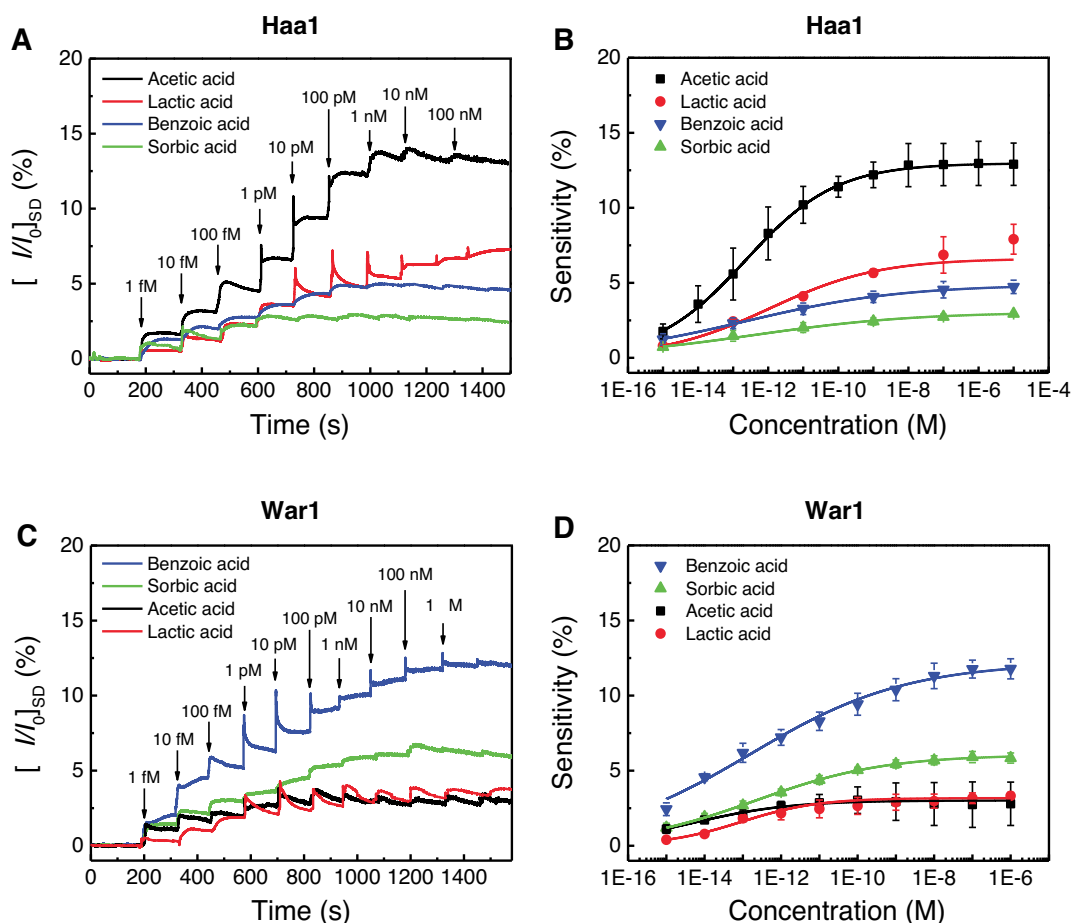 A
Haa1
[ I/I0]SD (%)
20
15
10
5
0
Acetic acid
Lactic acid
Benzoic acid
Sorbic acid
1 fM
10 fM
100 fM
1 pM
10 pM
100 pM
1 nM
10 nM
100 nM
0 200 400 600 800 1000 1200 1400
Time (s)
B
Haa1
Sensitivity (%)
20
15
10
5
0
Acetic acid
Lactic acid
Benzoic acid
Sorbic acid
1E-16 1E-14 1E-12 1E-10 1E-8 1E-6 1E-4
Concentration (M)
C
War1
[ I/I0]SD (%)
20
15
10
5
0
Benzoic acid
Sorbic acid
Acetic acid
Lactic acid
1 fM
10 fM
100 fM
1 pM
10 pM
100 pM
1 nM
10 nM
100 nM
1 M
0 200 400 600 800 1000 1200 1400
Time (s)
D
War1
Sensitivity (%)
20
15
10
5
0
Benzoic acid
Sorbic acid
Acetic acid
Lactic acid
1E-16 1E-14 1E-12 1E-10 1E-8 1E-6
Concentration (M)